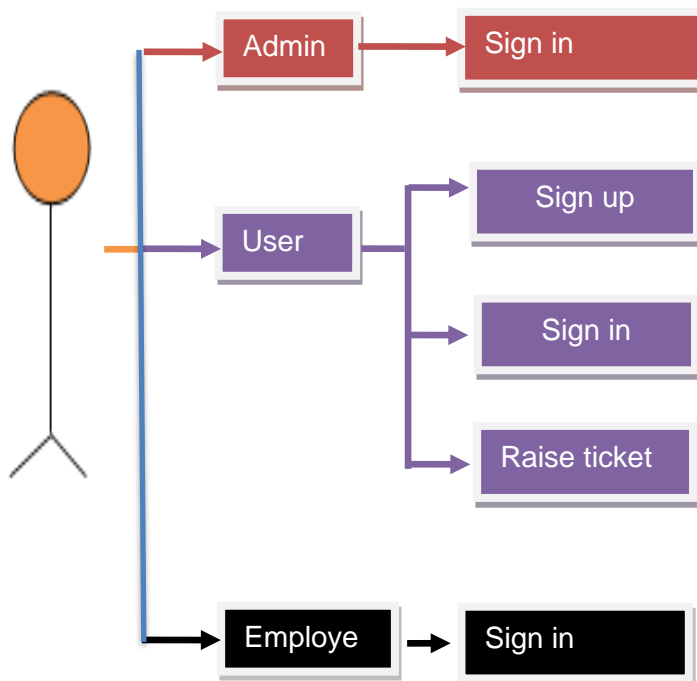 Admin
Sign in
User
Sign up
Sign in
Raise ticket
Employe
Sign in